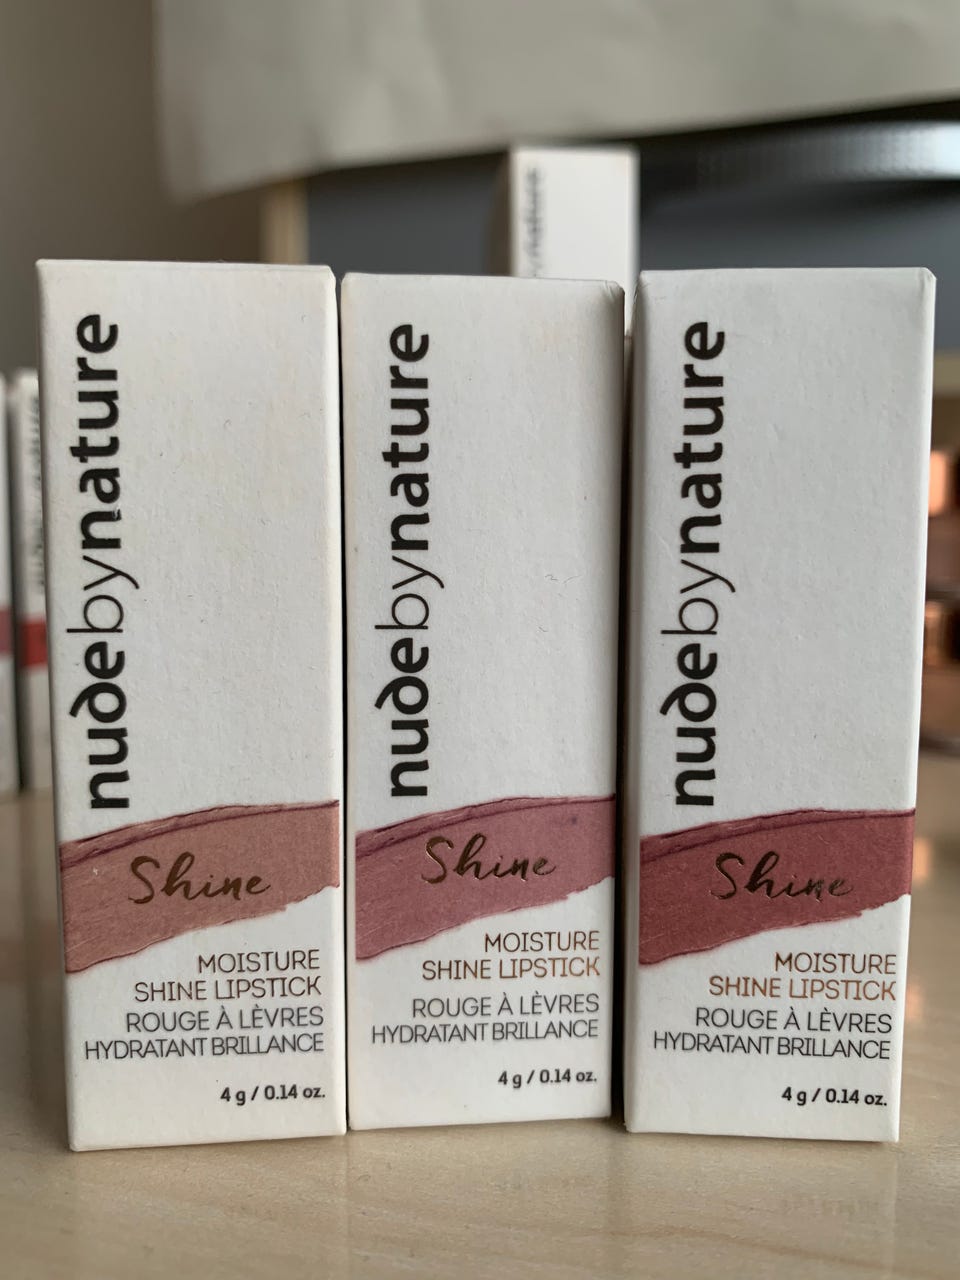 nudebynature
Shine
MOISTURE
SHINE LIPSTICK
ROUGE À LÈVRES
HYDRATANT BRILLANCE
4 g / 0.14 oz.
nudebynature
Shine
MOISTURE
SHINE LIPSTICK
ROUGE À LÈVRES
HYDRATANT BRILLANCE
4 g / 0.14 oz.
nudebynature
Shine
MOISTURE
SHINE LIPSTICK
ROUGE À LÈVRES
HYDRATANT BRILLANCE
4 g / 0.14 oz.
nature